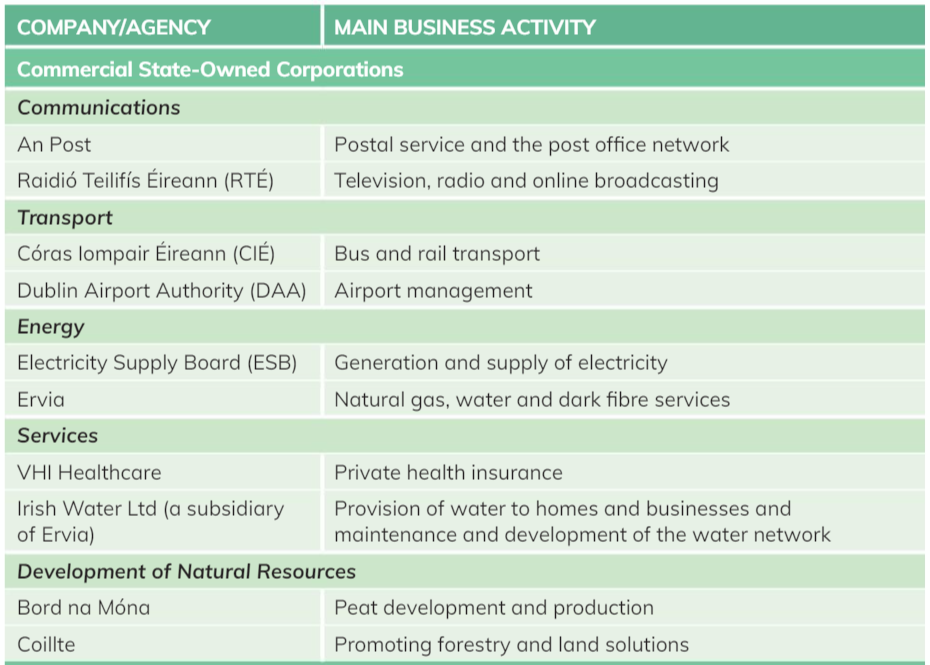 COMPANY/AGENCY MAIN BUSINESS ACTIVITY
Commercial State-Owned Corporations
Communications
An Post Postal service and the post office network
Raidió Teilifís Éireann (RTÉ) Television, radio and online broadcasting
Transport
Córas Iompair Éireann (CIÉ) Bus and rail transport
Dublin Airport Authority (DAA) Airport management
Energy
Electricity Supply Board (ESB) Generation and supply of electricity
Ervia Natural gas, water and dark fibre services
Services
VHI Healthcare Private health insurance
Irish Water Ltd (a subsidiary Provision of water to homes and businesses and
of Ervia) maintenance and development of the water network
Development of Natural Resources
Bord na Móna Peat development and production
Coillte Promoting forestry and land solutions